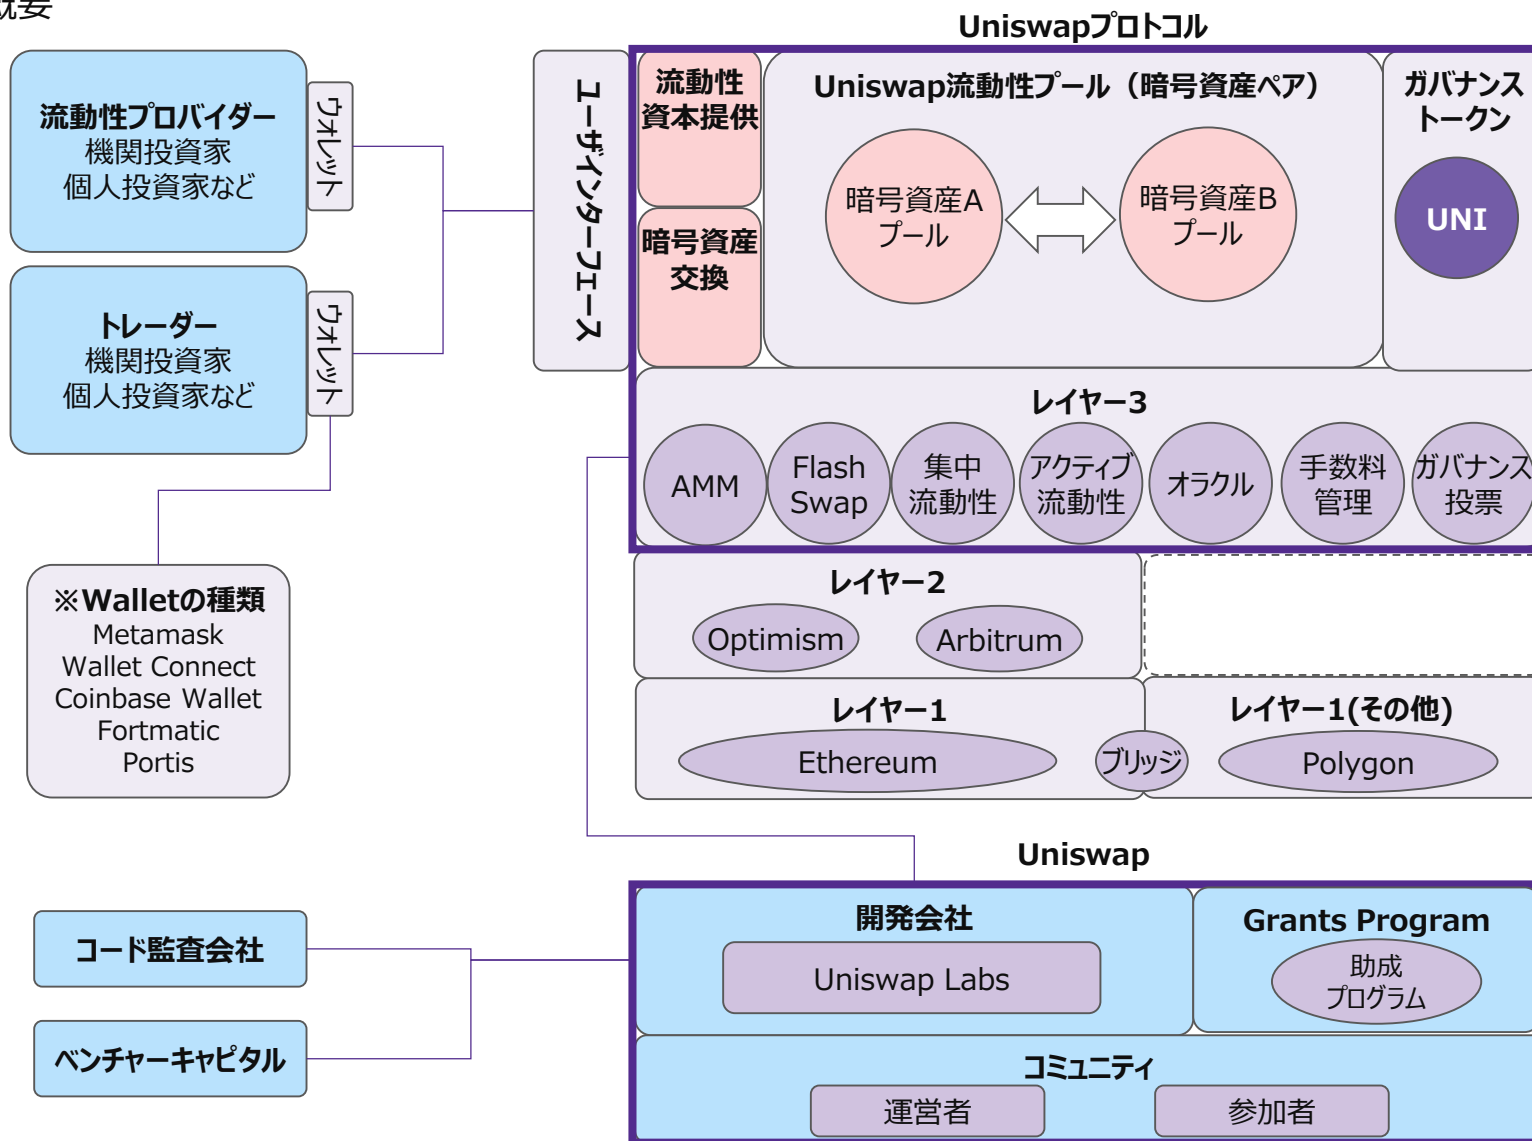 概要
Uniswapプロトコル
流動性プロバイダー
機関投資家
個人投資家など
ウォレット
トレーダー
機関投資家
個人投資家など
ウォレット
ユーザインターフェース
流動性
資本提供
暗号資産
交換
Uniswap流動性プール（暗号資産ペア）
暗号資産A
プール
暗号資産B
プール
ガバナンス
トークン
UNI
レイヤー3
AMM
Flash
Swap
集中
流動性
アクティブ
流動性
オラクル
手数料
管理
ガバナンス
投票
※Walletの種類
Metamask
Wallet Connect
Coinbase Wallet
Fortmatic
Portis
レイヤー2
Optimism
Arbitrum
レイヤー1
Ethereum
ブリッジ
レイヤー1(その他)
Polygon
Uniswap
コード監査会社
ベンチャーキャピタル
開発会社
Uniswap Labs
Grants Program
助成
プログラム
コミュニティ
運営者
参加者